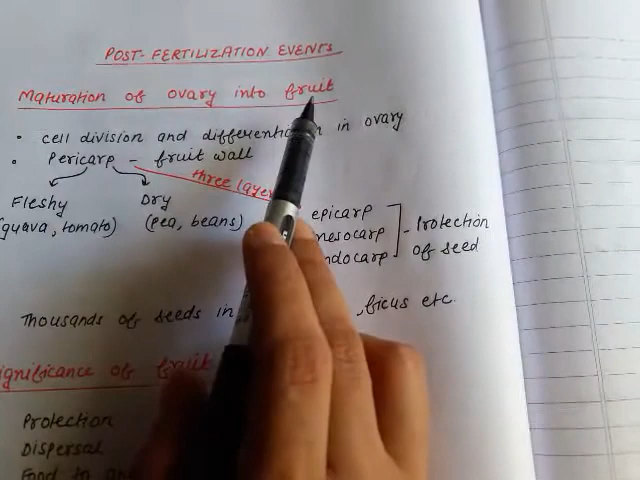 POST-FERTILIZATION EVENTS
Maturation of ovary into fruit
• cell division and in ovary
• Pericarp - fruit wall
three
Fleshy
Dry
(guava, tomato)
(pea, beans)
epicarp
mesocarp
endocarp
- Protection of seed
Thousands of seeds in , ficus etc.
significance of fruit
Protection
Dispersal
Food to